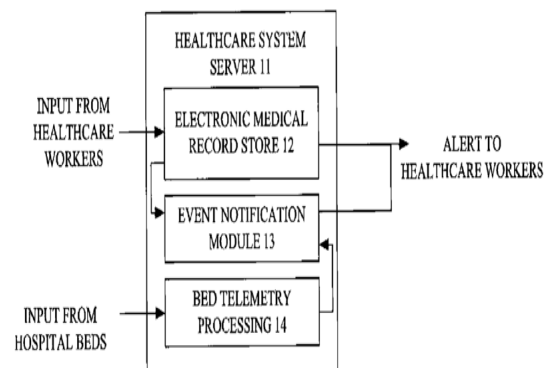 HEALTHCARE SYSTEM
SERVER 11
INPUT FROM
HEALTHCARE
WORKERS
ELECTRONIC MEDICAL
RECORD STORE 12
ALERT TO
HEALTHCARE WORKERS
EVENT NOTIFICATION
MODULE 13
INPUT FROM
HOSPITAL BEDS
BED TELEMETRY
PROCESSING 14